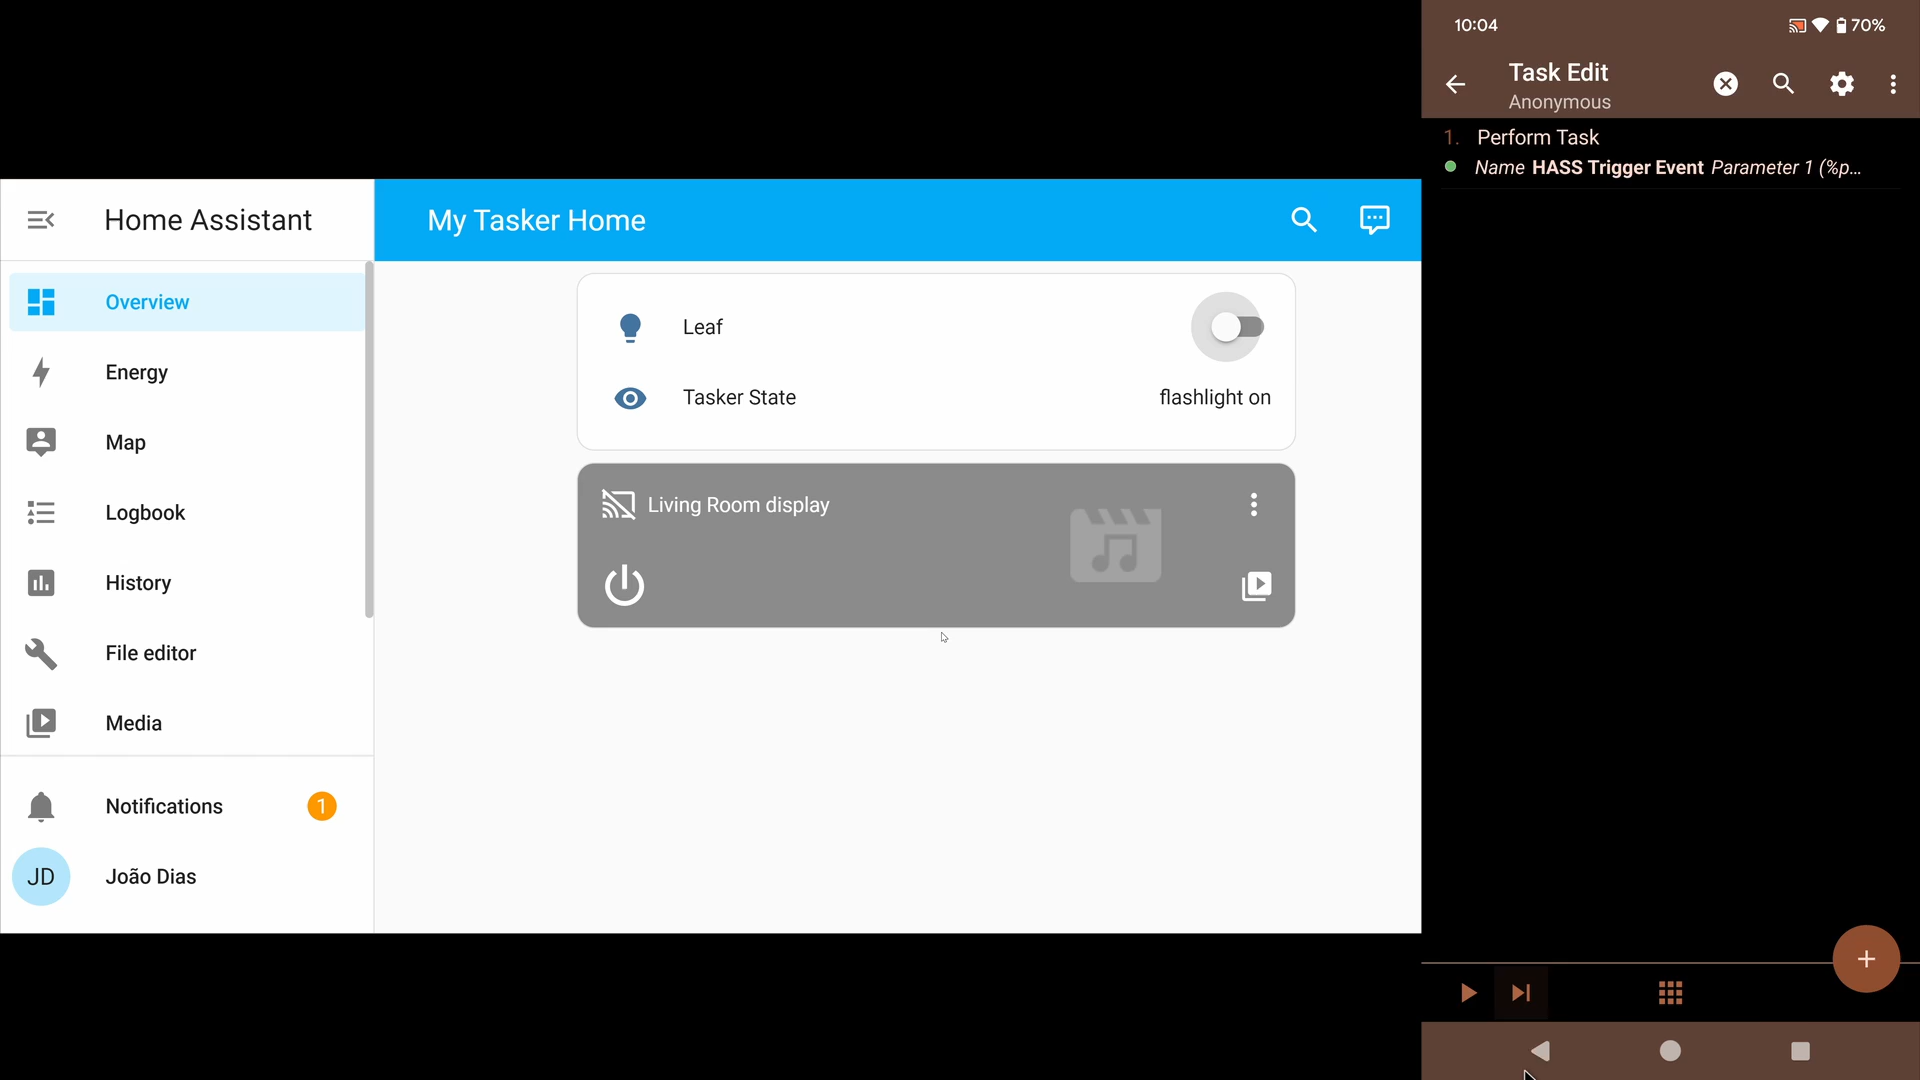 Home Assistant
My Tasker Home
Overview
Energy
Map
Logbook
History
File editor
Media
Notifications
1
JD
João Dias
Leaf
Tasker State
flashlight on
Living Room display
10:04
70%
Task Edit
Anonymous
1. Perform Task
Name HASS Trigger Event Parameter 1 (%p...